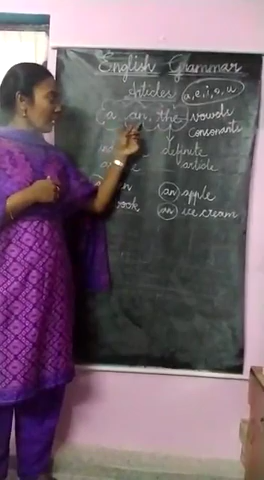 English Grammar
Articles (a, e, i, o, u)
(a, an, the) vowels
consonants
definite
article
(an) apple
(an) ice cream